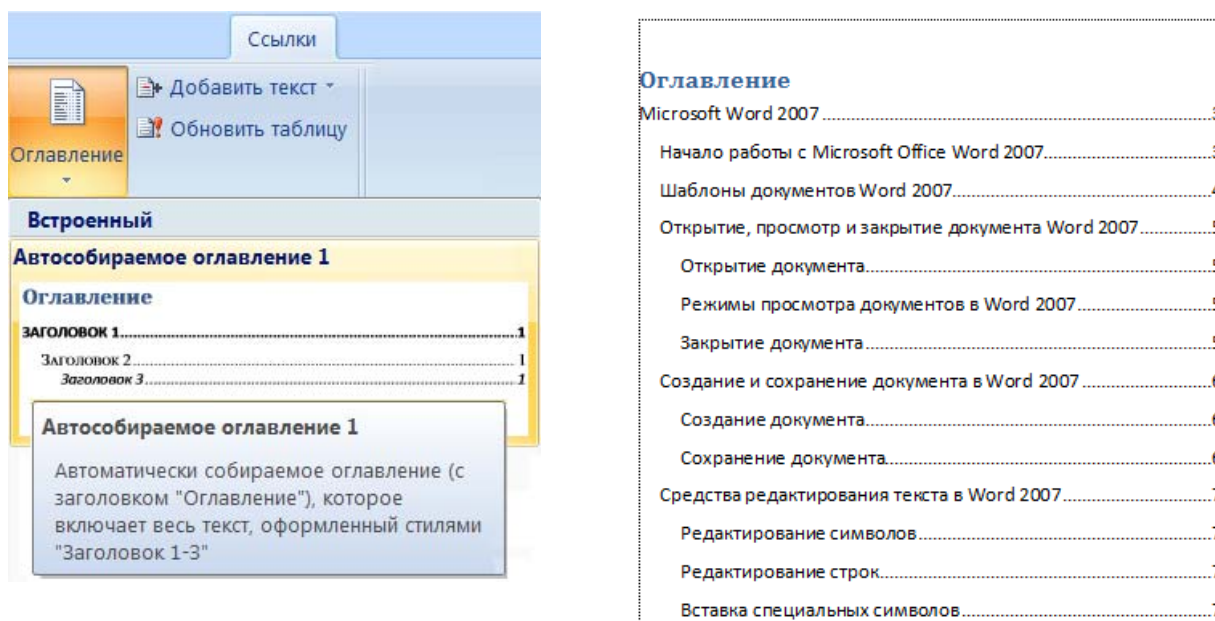 Ссылки
Добавить текст
Обновить таблицу
Оглавление
Встроенный
Автособираемое оглавление 1
Оглавление
ЗАГОЛОВОК 1...1
Заголовок 2...1
Заголовок 3...1
Автособираемое оглавление 1
Автоматически собираемое оглавление (с
заголовком "Оглавление"), которое
включает весь текст, оформленный стилями
"Заголовок 1-3"
Оглавление
Microsoft Word 2007
Начало работы с Microsoft Office Word 2007
Шаблоны документов Word 2007
Открытие, просмотр и закрытие документа Word 2007
Открытие документа
Режимы просмотра документов в Word 2007
Закрытие документа
Создание и сохранение документа в Word 2007
Создание документа
Сохранение документа
Средства редактирования текста в Word 2007
Редактирование символов
Редактирование строк
Вставка специальных символов